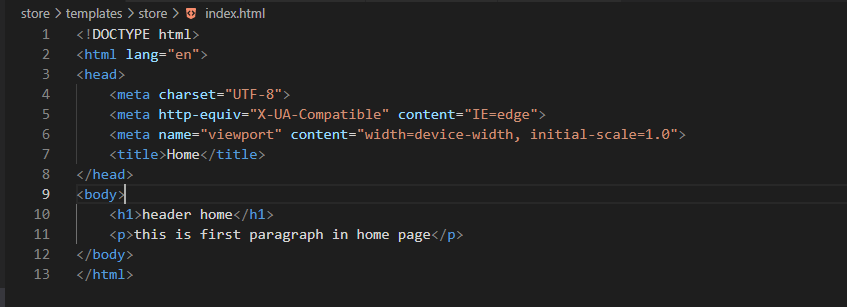 store > templates > store > index.html
1 <!DOCTYPE html>
2 <html lang="en">
3 <head>
4     <meta charset="UTF-8">
5     <meta http-equiv="X-UA-Compatible" content="IE=edge">
6     <meta name="viewport" content="width=device-width, initial-scale=1.0">
7     <title>Home</title>
8 </head>
9 <body>
10     <h1>header home</h1>
11     <p>this is first paragraph in home page</p>
12 </body>
13 </html>